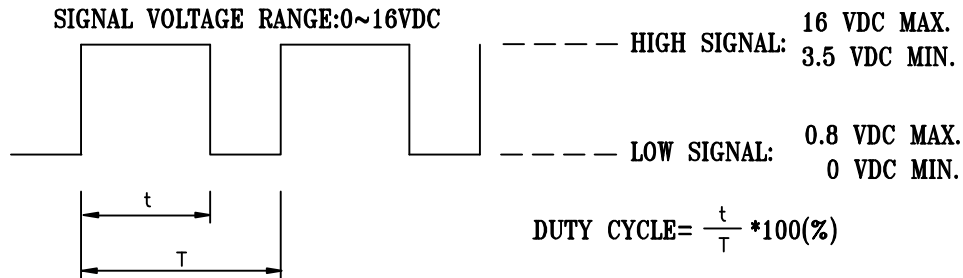 SIGNAL VOLTAGE RANGE:0~16VDC
HIGH SIGNAL:
16 VDC MAX.
3.5 VDC MIN.
LOW SIGNAL:
0.8 VDC MAX.
0 VDC MIN.
t
T
DUTY CYCLE= t/T *100(%)